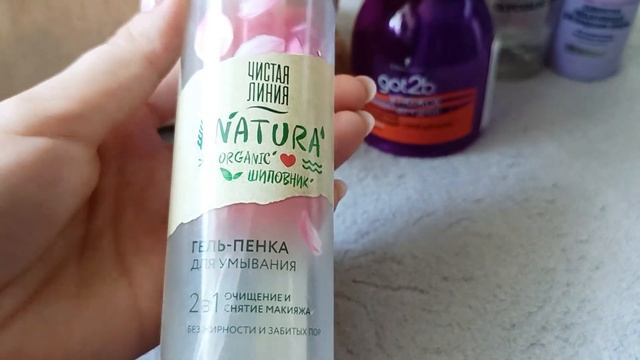 ЧИСТАЯ
ЛИНИЯ
NATURA
ORGANIC
ШИПОВНИК
ГЕЛЬ-ПЕНКА
ДЛЯ УМЫВАНИЯ
2в1 ОЧИЩЕНИЕ И
СНЯТИЕ МАКИЯЖА
БЕЗ ЖИРНОСТИ И ЗАБИТЫХ ПОР
got2b